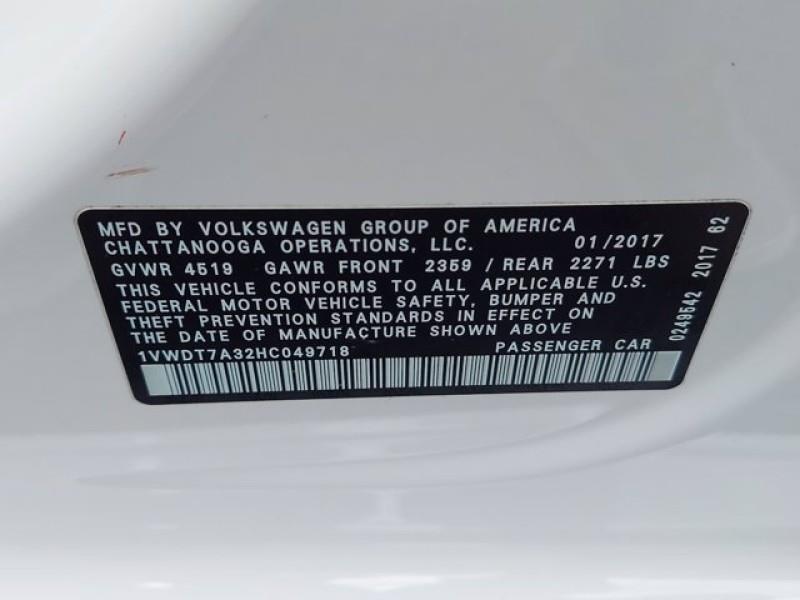 MFD BY VOLKSWAGEN GROUP OF AMERICA
CHATTANOOGA OPERATIONS, LLC. 01/2017
GVWR 4519 GAWR FRONT 2359 / REAR 2271 LBS
THIS VEHICLE CONFORMS TO ALL APPLICABLE U.S.
FEDERAL MOTOR VEHICLE SAFETY, BUMPER AND
THEFT PREVENTION STANDARDS IN EFFECT ON
THE DATE OF MANUFACTURE SHOWN ABOVE
1VWDT7A32HC049718 PASSENGER CAR
0249542 2017 62